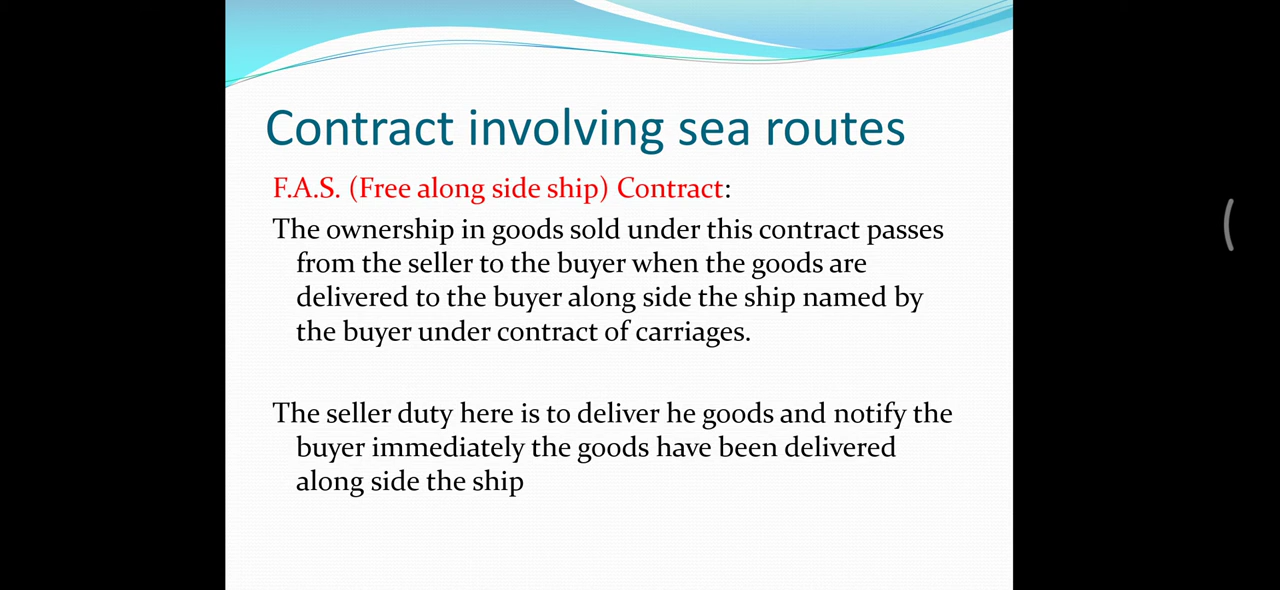 Contract involving sea routes
F.A.S. (Free along side ship) Contract:
The ownership in goods sold under this contract passes
from the seller to the buyer when the goods are
delivered to the buyer along side the ship named by
the buyer under contract of carriages.
The seller duty here is to deliver he goods and notify the
buyer immediately the goods have been delivered
along side the ship